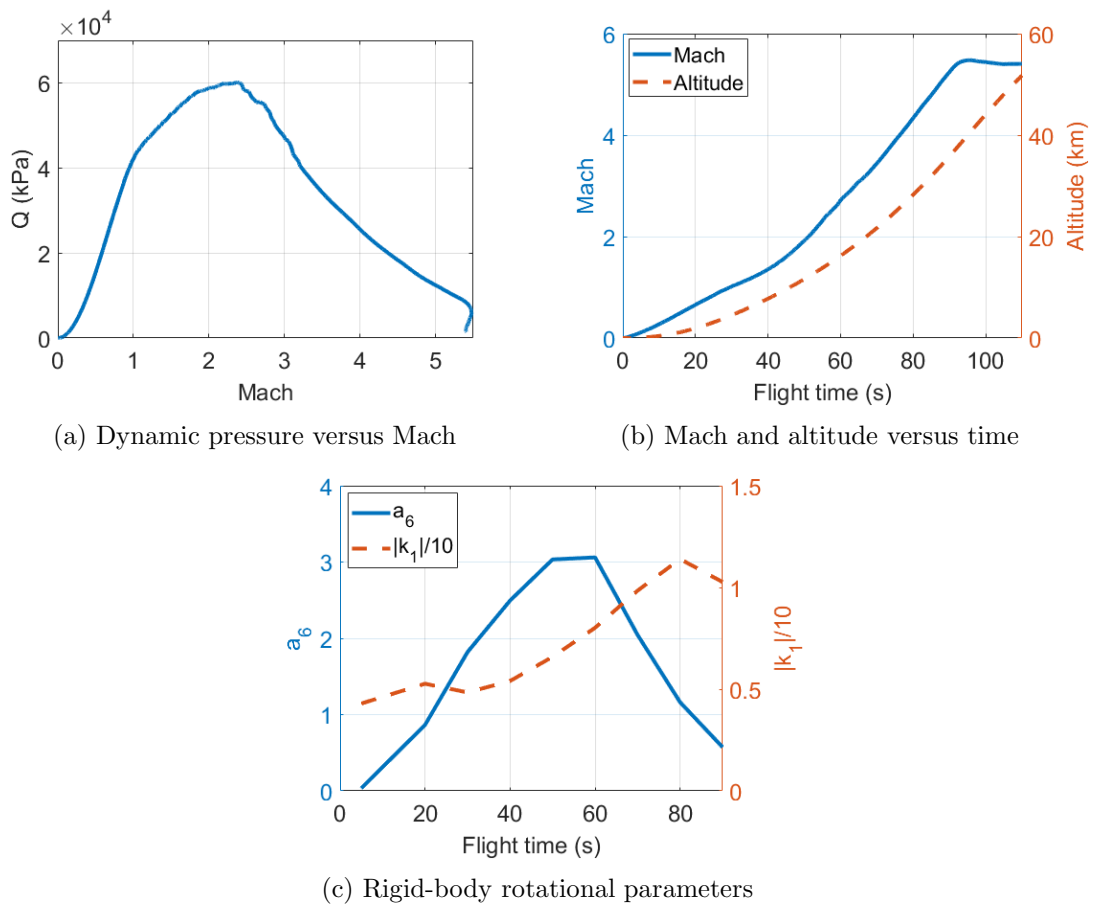 ×10⁴
6
4
2
0
Q (kPa)
0 1 2 3 4 5
Mach
(a) Dynamic pressure versus Mach
6
4
2
0
Mach
Mach
Altitude
60
40
20
0
Altitude (km)
0 20 40 60 80 100
Flight time (s)
(b) Mach and altitude versus time
4
3
2
1
0
a₆
a₆
|k₁|/10
1.5
1
0.5
0
|k₁|/10
0 20 40 60 80
Flight time (s)
(c) Rigid-body rotational parameters